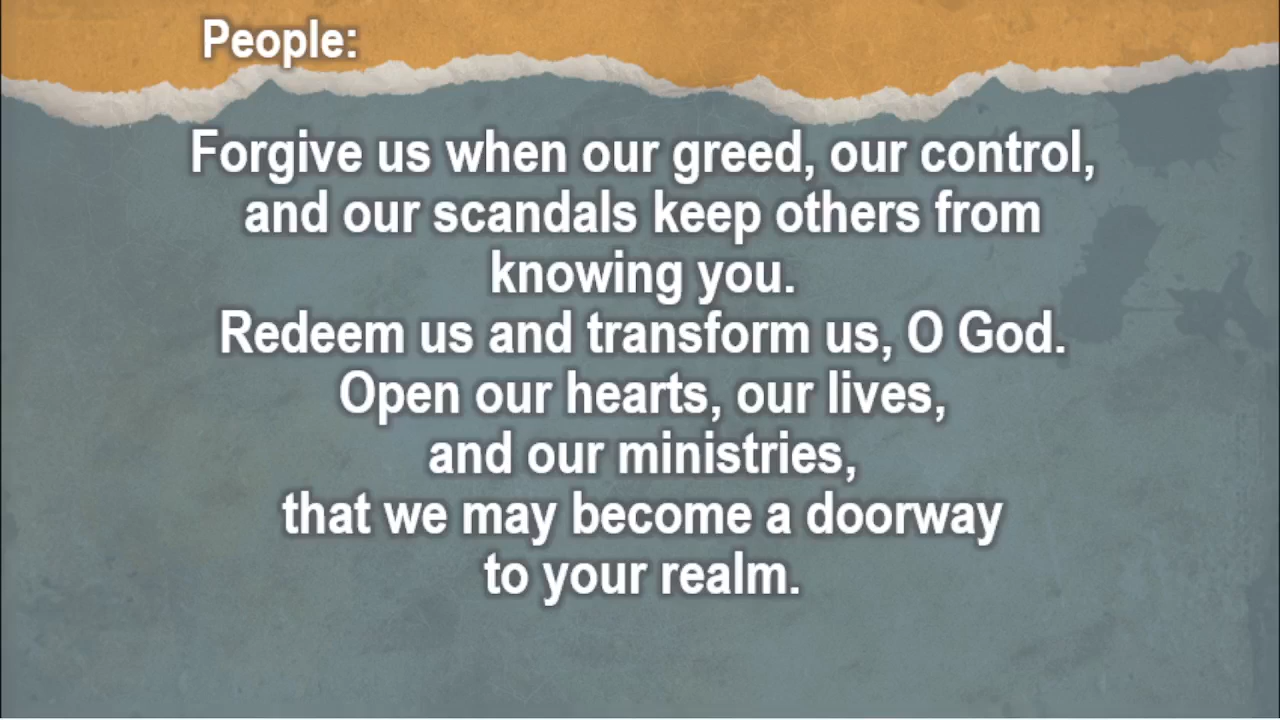 People:
Forgive us when our greed, our control,
and our scandals keep others from
knowing you.
Redeem us and transform us, O God.
Open our hearts, our lives,
and our ministries,
that we may become a doorway
to your realm.